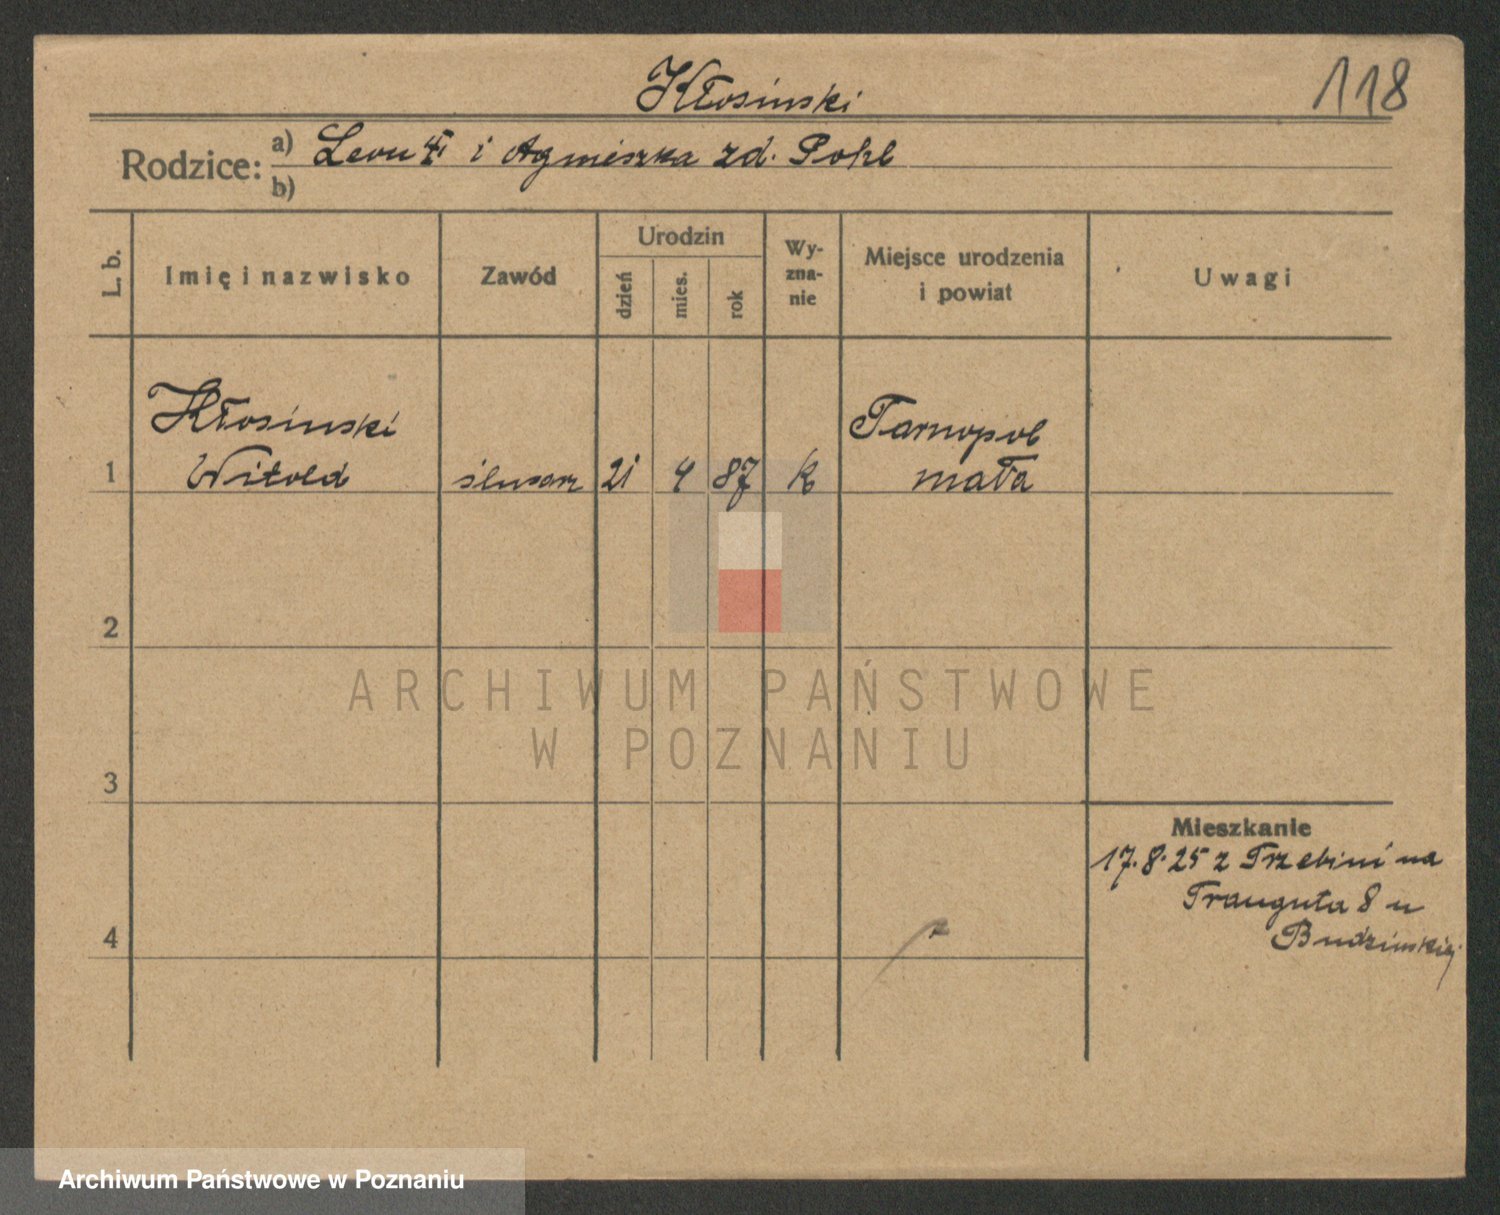 118
Kłosinski
Rodzice: a) Leon i Agnieszka zd. Pohl
b)
L. b.
Imię i nazwisko
Zawód
Urodzin
dzień
mies.
rok
Wy-
zna-
nie
Miejsce urodzenia
i powiat
Uwagi
Kłosinski
Witold
Tarnopol
mała
1
ślusarz
21
4
87
k
2
3
4
Mieszkanie
17.8.25 z Trzebini na
Trauguta 8 u
Budzinskiej
ARCHIWUM PAŃSTWOWE
W POZNANIU
Archiwum Państwowe w Poznaniu